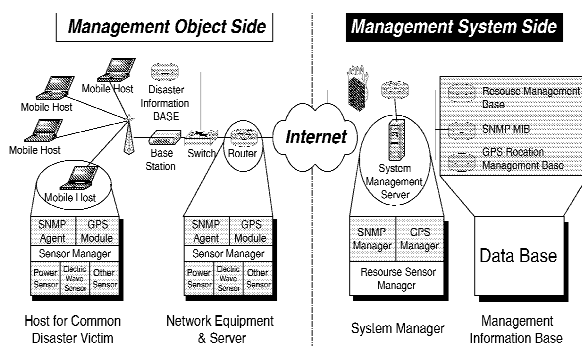 Management Object Side
Management System Side
Mobile Host
Mobile Host
Mobile Host
Mobile Host
Disaster
Information
BASE
Base
Station
Switch
Router
Internet
System
Management
Server
Resouse Management
Base
SNMP MIB
GPS Rocation
Management Base
SNMP
Agent
GPS
Module
Sensor Manager
Power
Sensor
Electric
Wave
Sensor
Other
Sensor
SNMP
Agent
GPS
Module
Sensor Manager
Power
Sensor
Electric
Wave
Sensor
Other
Sensor
SNMP
Manager
GPS
Manager
Resourse Sensor
Manager
Data Base
Host for Common
Disaster Victim
Network Equipment
& Server
System Manager
Management
Information Base